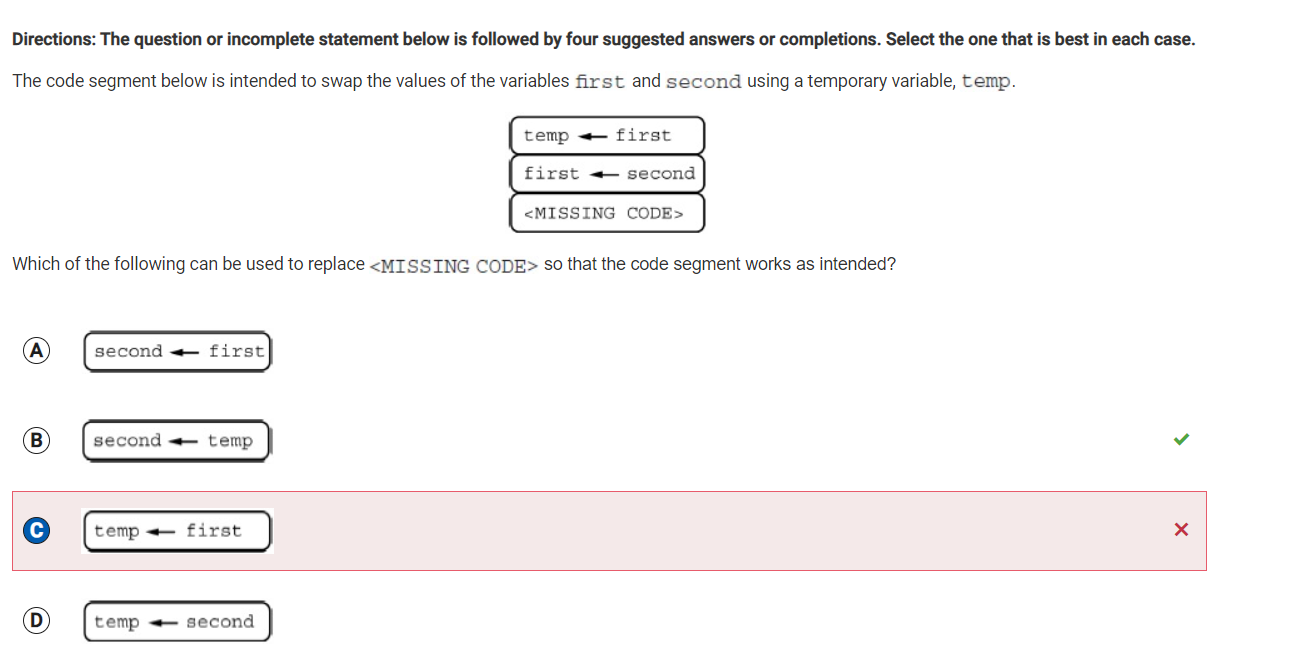 Directions: The question or incomplete statement below is followed by four suggested answers or completions. Select the one that is best in each case.
The code segment below is intended to swap the values of the variables first and second using a temporary variable, temp.
temp ← first
first ← second
<MISSING CODE>
Which of the following can be used to replace <MISSING CODE> so that the code segment works as intended?
A second ← first
B second ← temp
C temp ← first
D temp ← second